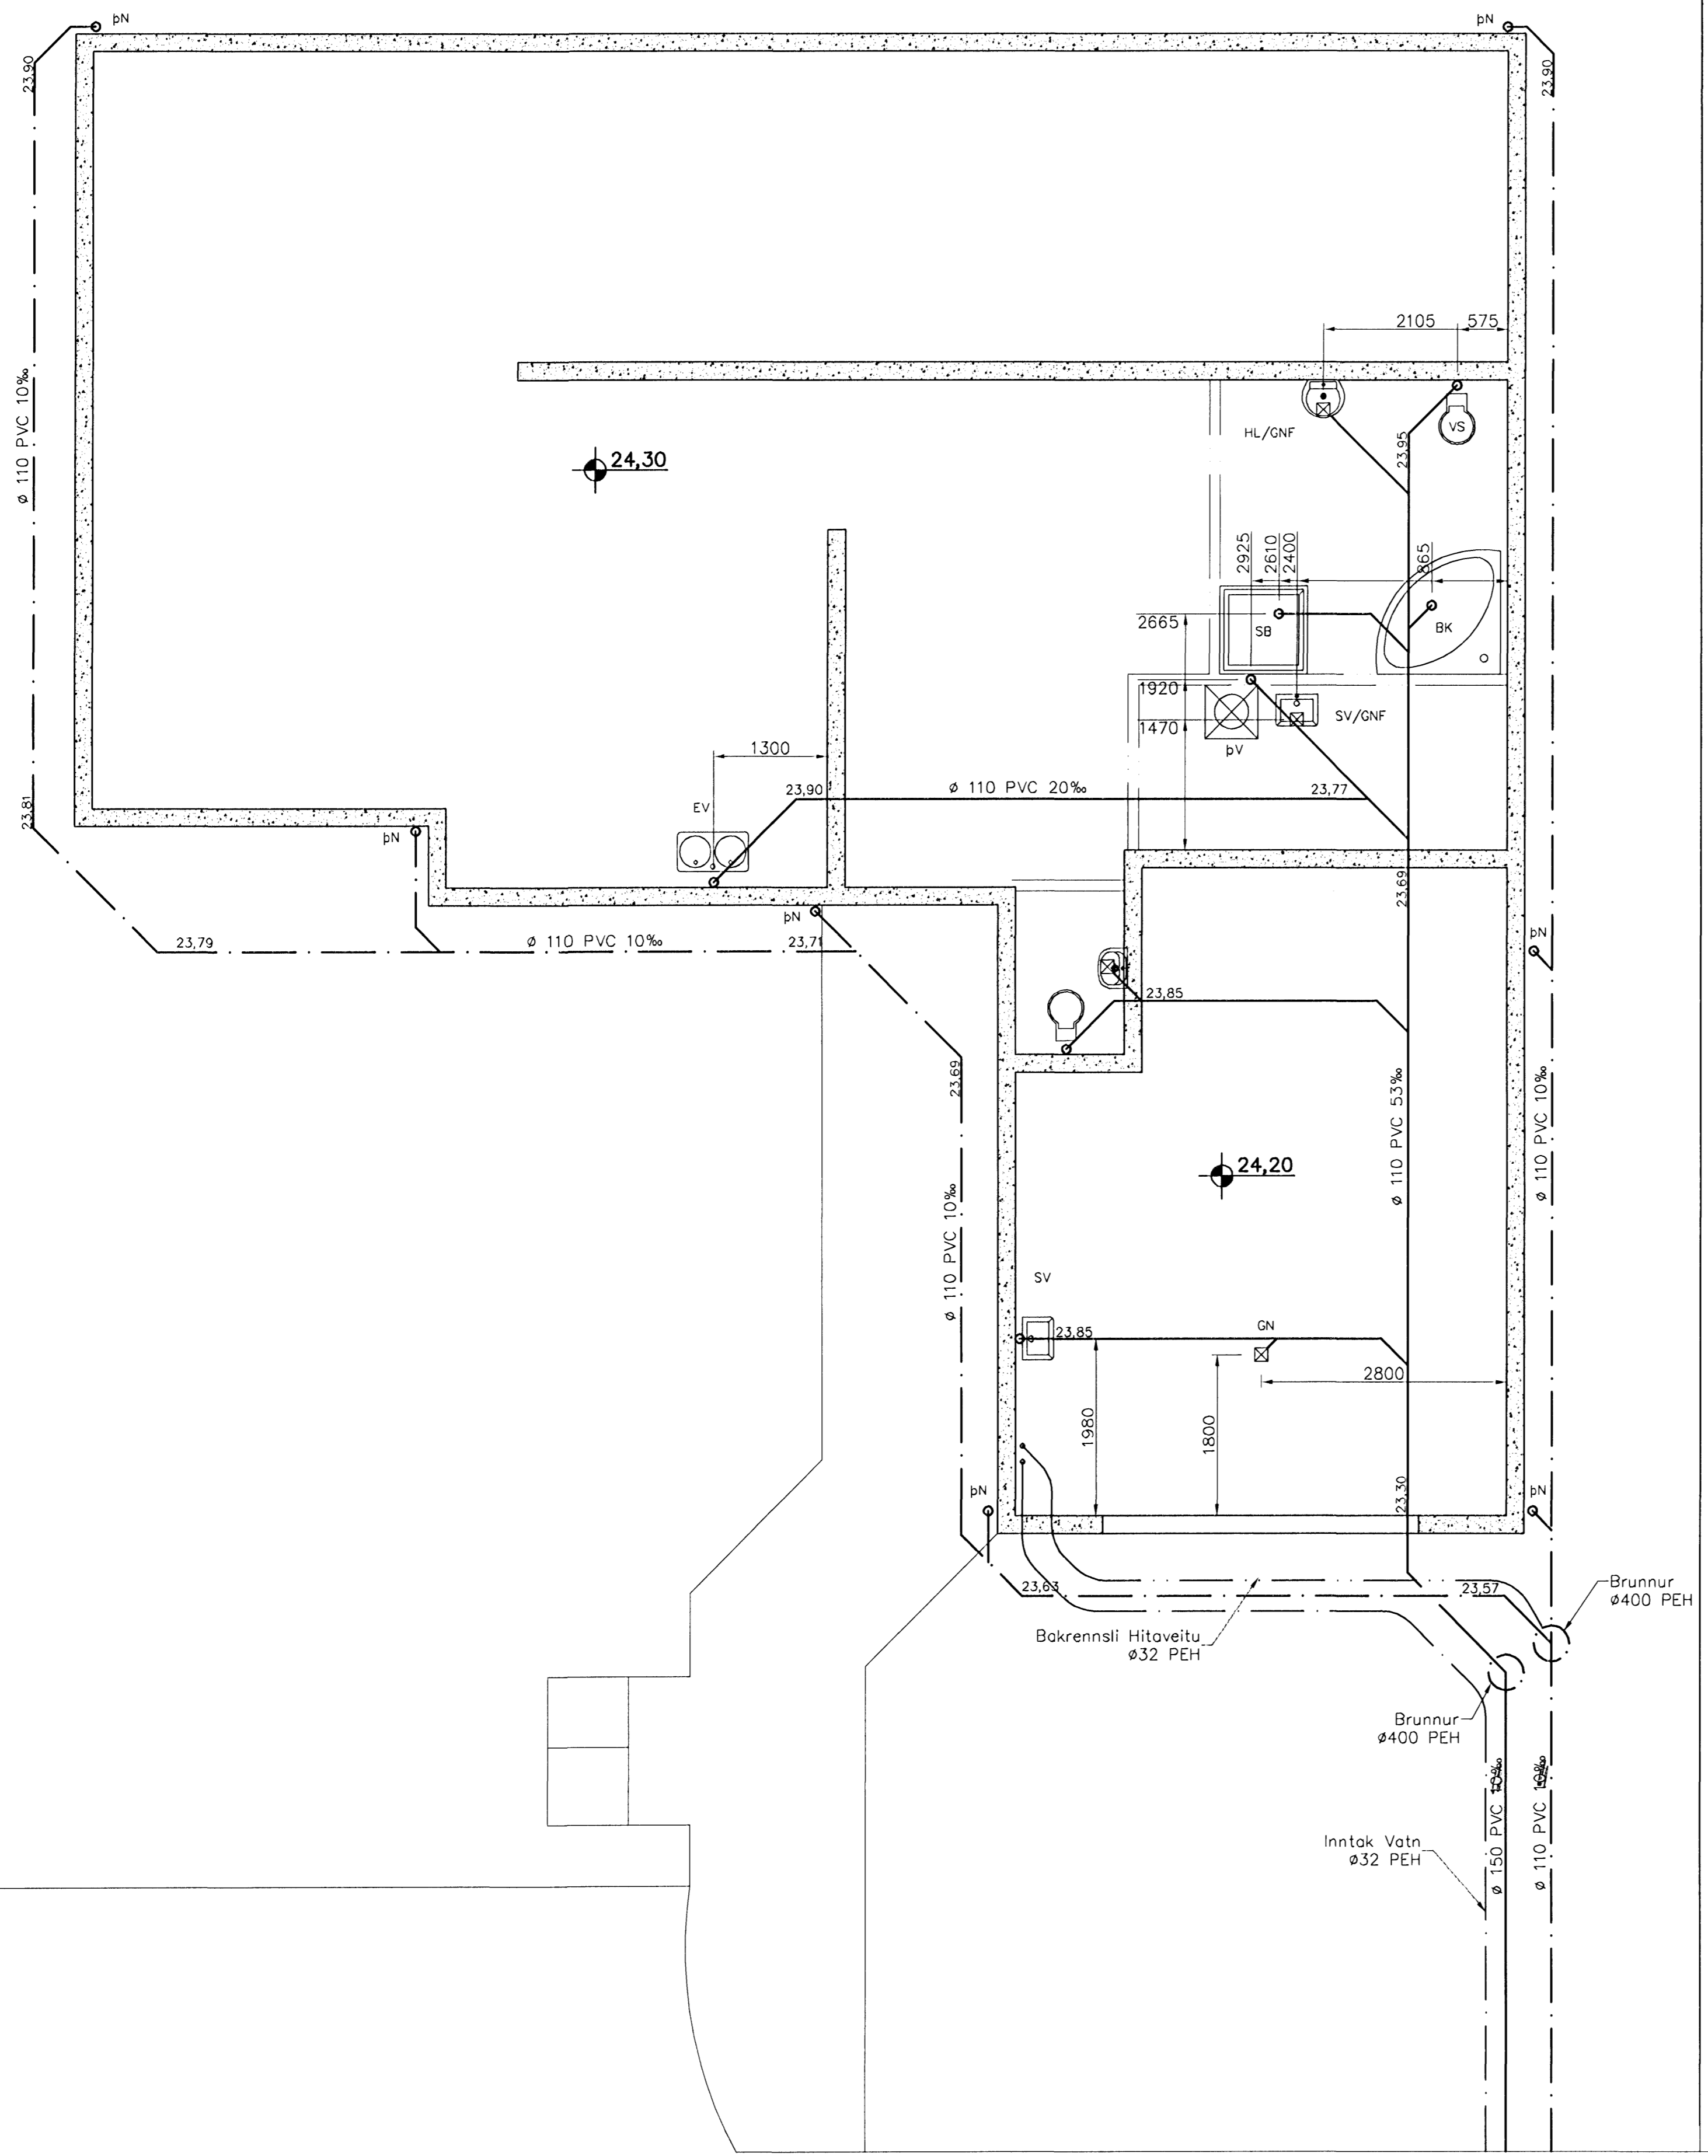 þN
þN
23,90
23,90
2105
575
Ø 110 PVC 10‰
HL/GNF
VS
23,95
24,30
2925
2610
2400
865
2665
SB
BK
1920
1470
SV/GNF
þV
1300
23,90
Ø 110 PVC 20‰
23,77
EV
23,81
þN
23,69
þN
23,79
Ø 110 PVC 10‰
23,71
þN
23,85
23,69
Ø 110 PVC 53‰
Ø 110 PVC 10‰
24,20
Ø 110 PVC 10‰
SV
23,85
GN
2800
1980
1800
23,30
þN
þN
23,63
23,57
Brunnur
Ø400 PEH
Bakrennsli Hitaveitu
Ø32 PEH
Brunnur
Ø400 PEH
Ø 150 PVC 10‰
Ø 110 PVC 10‰
Inntak Vatn
Ø32 PEH